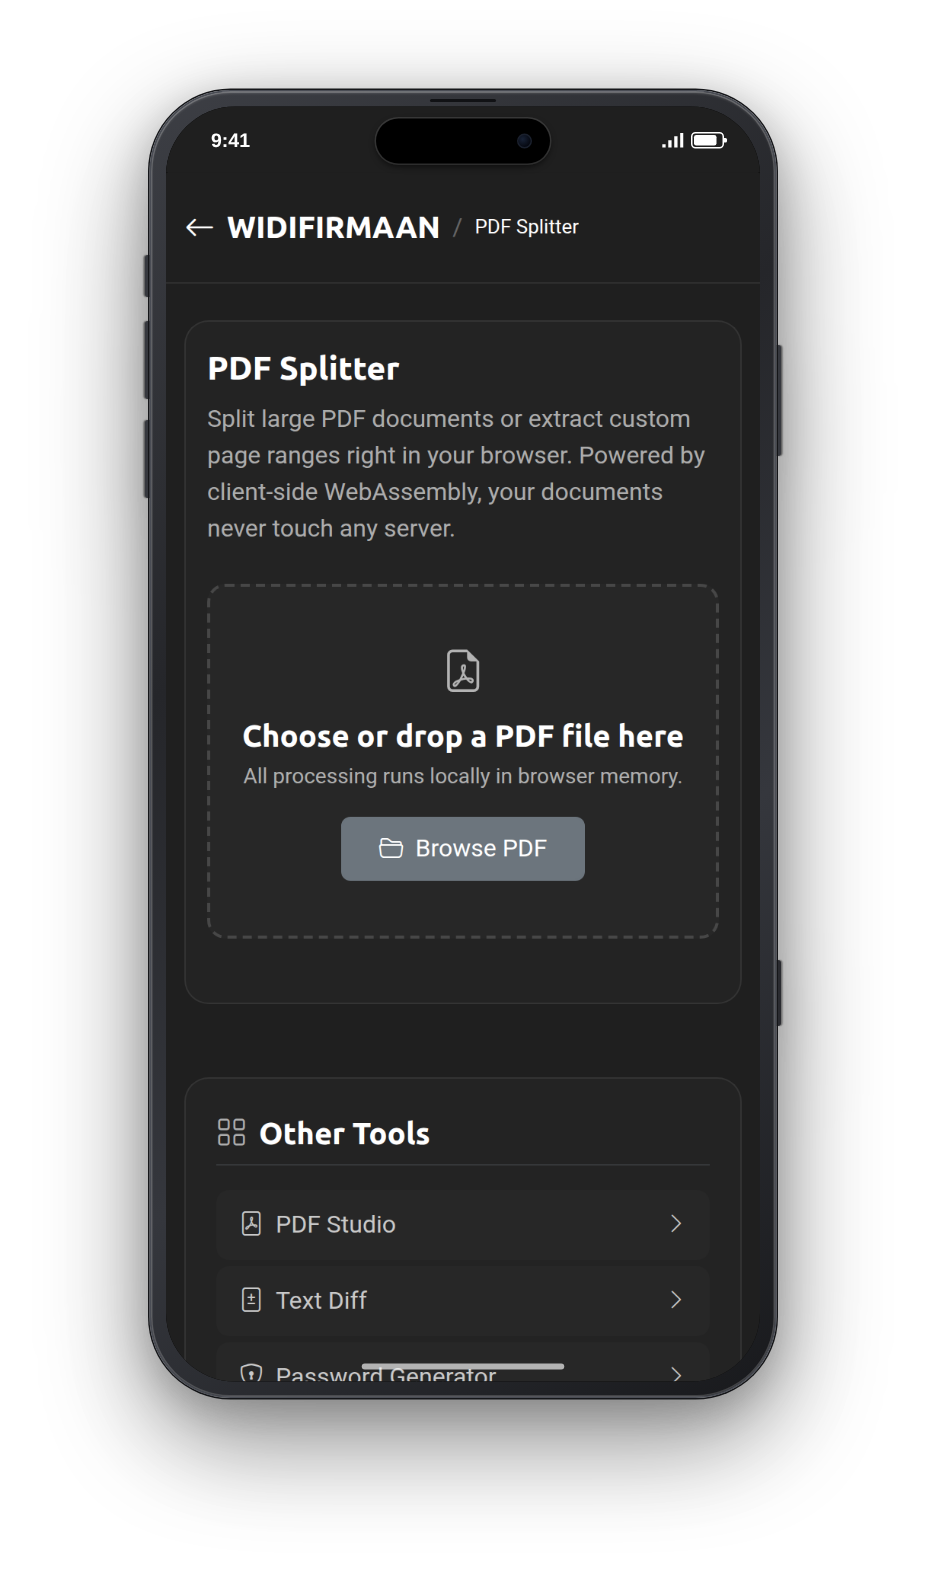 9:41
WIDIFIRMAAN / PDF Splitter
PDF Splitter
Split large PDF documents or extract custom
page ranges right in your browser. Powered by
client-side WebAssembly, your documents
never touch any server.
Choose or drop a PDF file here
All processing runs locally in browser memory.
Browse PDF
Other Tools
PDF Studio
Text Diff
Password Generator